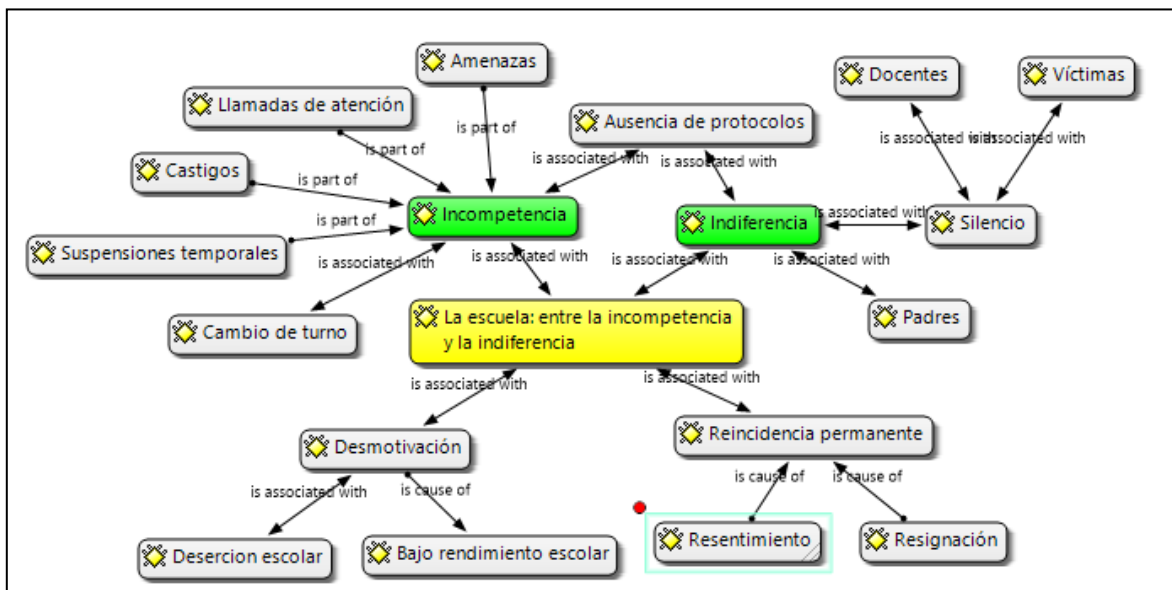 Amenazas
Docentes
Víctimas
Llamadas de atención
Ausencia de protocolos
is part of
is associated with
is associated with
is part of
is associated with
is associated with
Castigos
is part of
Incompetencia
Indiferencia
is associated with
Silencio
is part of
Suspensiones temporales
is associated with
is associated with
is associated with
is associated with
Cambio de turno
La escuela: entre la incompetencia
y la indiferencia
Padres
is associated with
is associated with
Desmotivación
Reincidencia permanente
is associated with
is cause of
is cause of
is cause of
Desercion escolar
Bajo rendimiento escolar
Resentimiento
Resignación